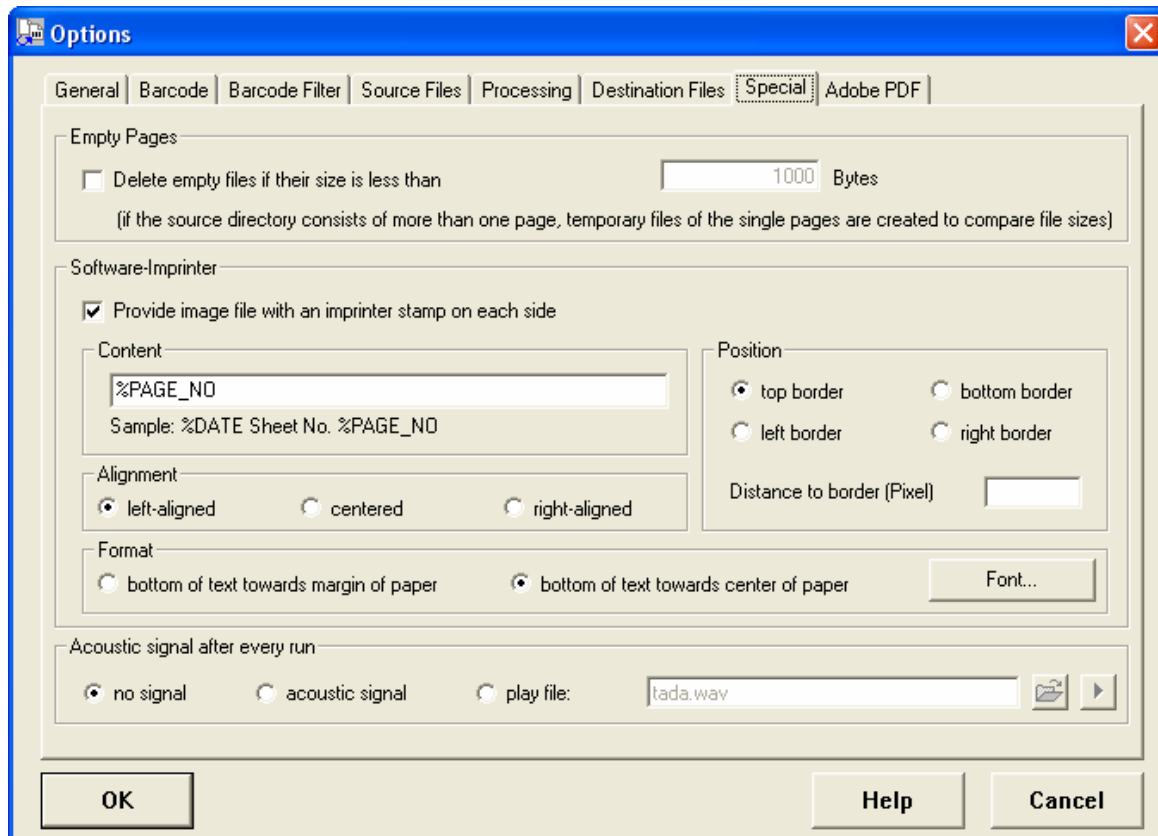 Options
General Barcode Barcode Filter Source Files Processing Destination Files Special Adobe PDF
Empty Pages
Delete empty files if their size is less than 1000 Bytes
(if the source directory consists of more than one page, temporary files of the single pages are created to compare file sizes)
Software-Imprinter
Provide image file with an imprinter stamp on each side
Content
%PAGE_NO
Sample: %DATE Sheet No. %PAGE_NO
Position
top border bottom border
left border right border
Distance to border (Pixel)
Alignment
left-aligned centered right-aligned
Format
bottom of text towards margin of paper bottom of text towards center of paper Font...
Acoustic signal after every run
no signal acoustic signal play file: tada.wav
OK Help Cancel